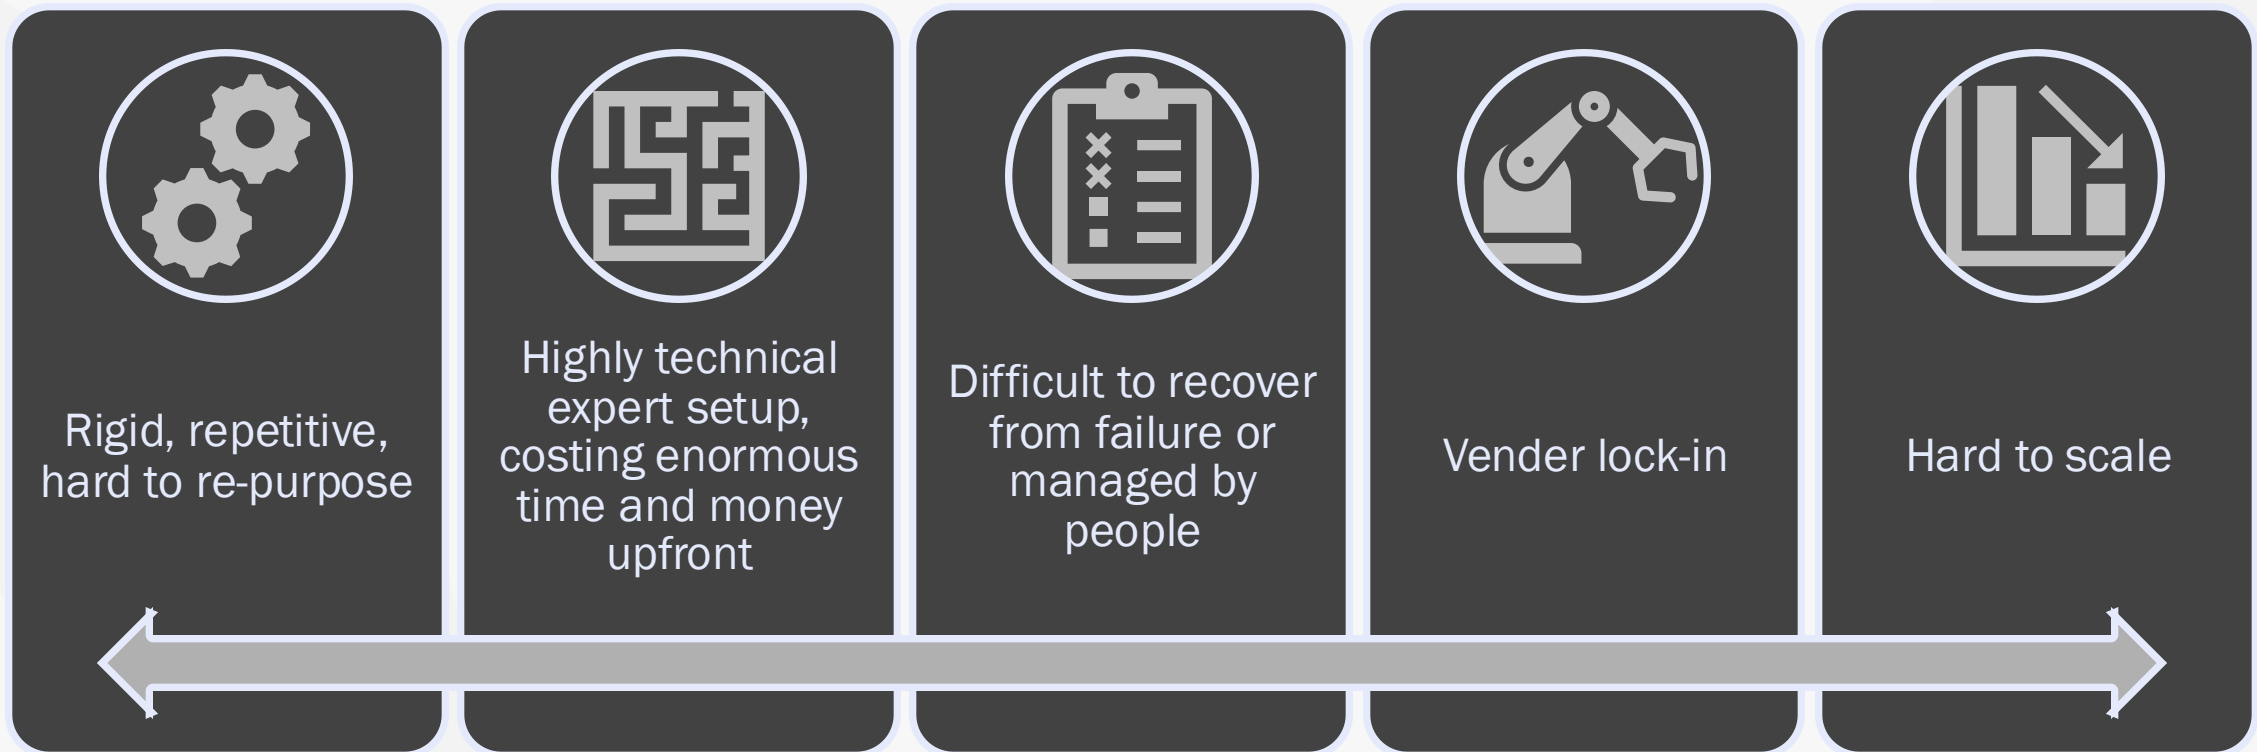 Rigid, repetitive,
hard to re-purpose
Highly technical
expert setup,
costing enormous
time and money
upfront
Difficult to recover
from failure or
managed by
people
Vender lock-in
Hard to scale